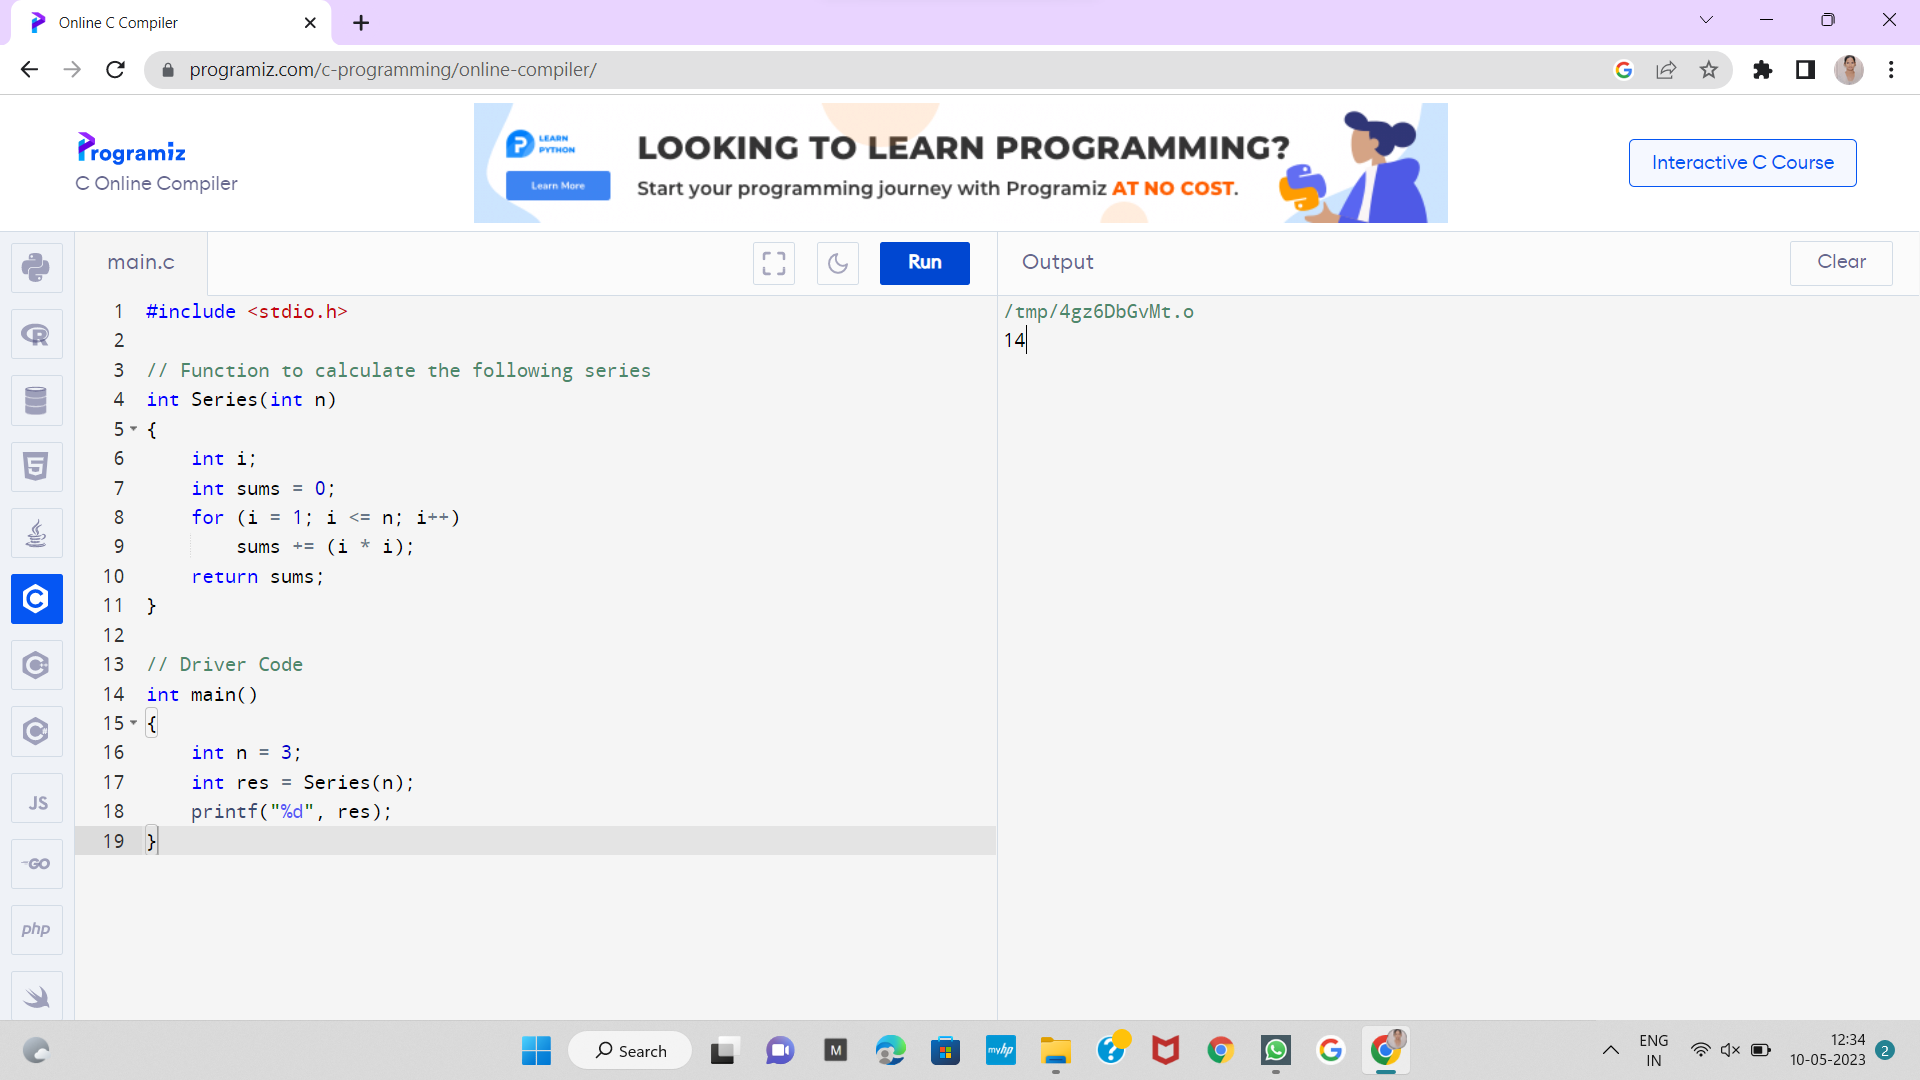 Online C Compiler
programiz.com/c-programming/online-compiler/
Programiz
C Online Compiler
LEARN
PYTHON
Learn More
LOOKING TO LEARN PROGRAMMING?
Start your programming journey with Programiz AT NO COST.
Interactive C Course
main.c
Run
Output
Clear
1 #include <stdio.h>
2
3 // Function to calculate the following series
4 int Series(int n)
5 {
6 int i;
7 int sums = 0;
8 for (i = 1; i <= n; i++)
9 sums += (i * i);
10 return sums;
11 }
12
13 // Driver Code
14 int main()
15 {
16 int n = 3;
17 int res = Series(n);
18 printf("%d", res);
19 }
/tmp/4gz6DbGvMt.o
14
R
5
C
C
C
JS
GO
php
Search
M
myhp
ENG
IN
12:34
10-05-2023
2